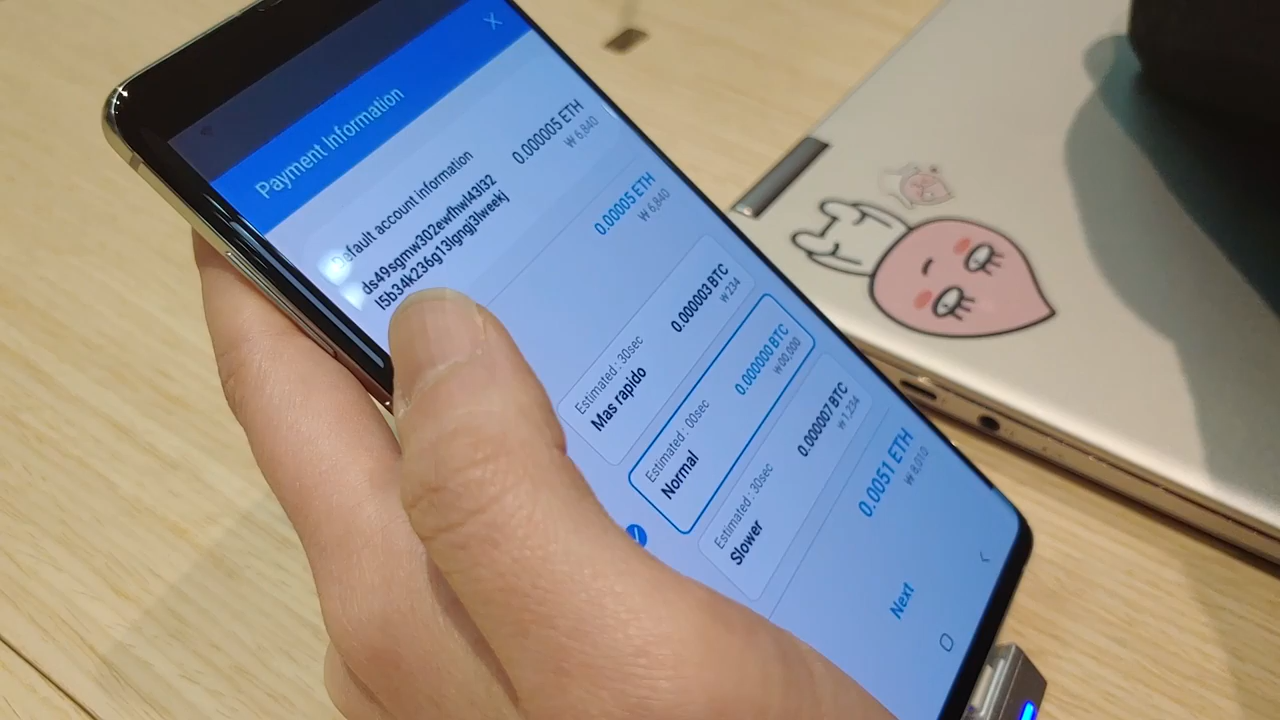 Payment Information
Default account information
ds49sgmw302ewfhwl43l32
l5b34k236g13lgngj3lweekj
0.000005 ETH
₩ 6,840
0.00005 ETH
₩ 6,840
Estimated : 30sec
Mas rapido
0.000003 BTC
₩ 234
Estimated : 00sec
Normal
0.000000 BTC
₩ 00,000
Estimated : 30sec
Slower
0.000007 BTC
₩ 1,234
0.0051 ETH
₩ 8,010
Next